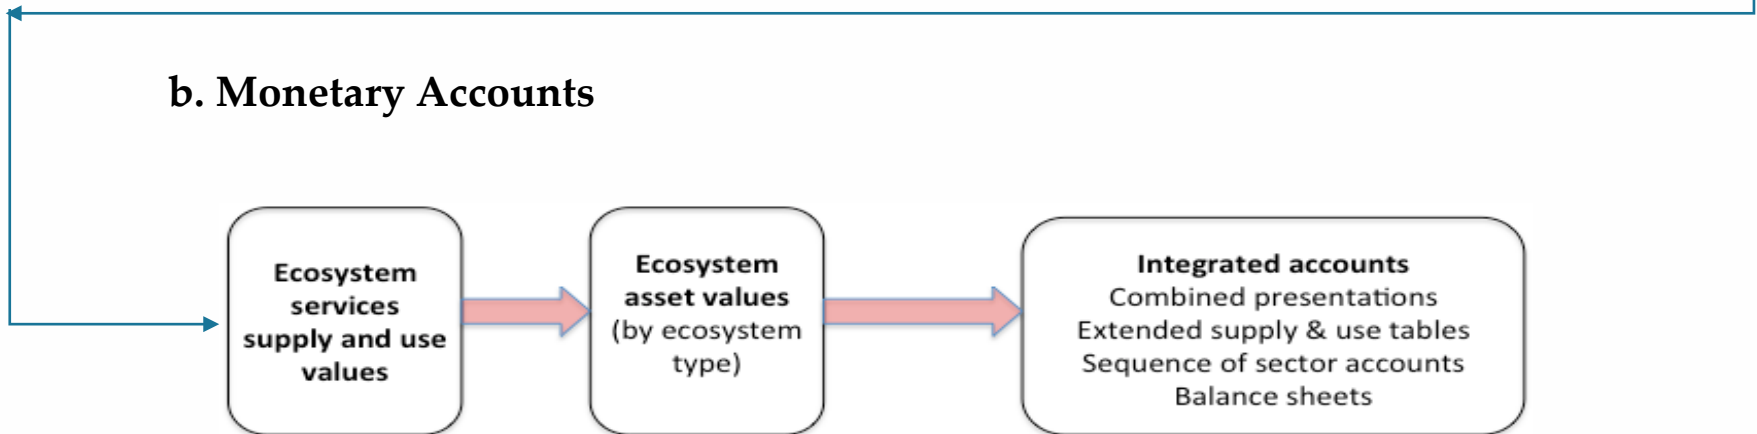 b. Monetary Accounts
Ecosystem
services
supply and use
values
Ecosystem
asset values
(by ecosystem
type)
Integrated accounts
Combined presentations
Extended supply & use tables
Sequence of sector accounts
Balance sheets